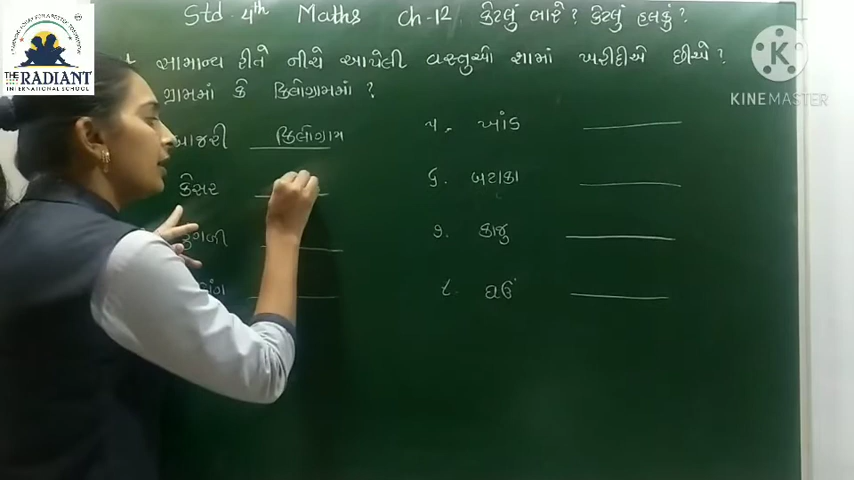 Std - 4th Maths ch-12. કેટલું ભારે? કેટલું હલકું?
સામાન્ય રીતે નીચે આપેલી વસ્તુઓ શામાં ખરીદીએ છીએ?
ગ્રામમાં કે કિલોગ્રામમાં?
બાજરી કિલોગ્રામ
૫. ખાંડ
કેસર
૬. બટાકા
૭. કાજુ
૮. ઘઉં
THE RADIANT
INTERNATIONAL SCHOOL
K
KINEMASTER